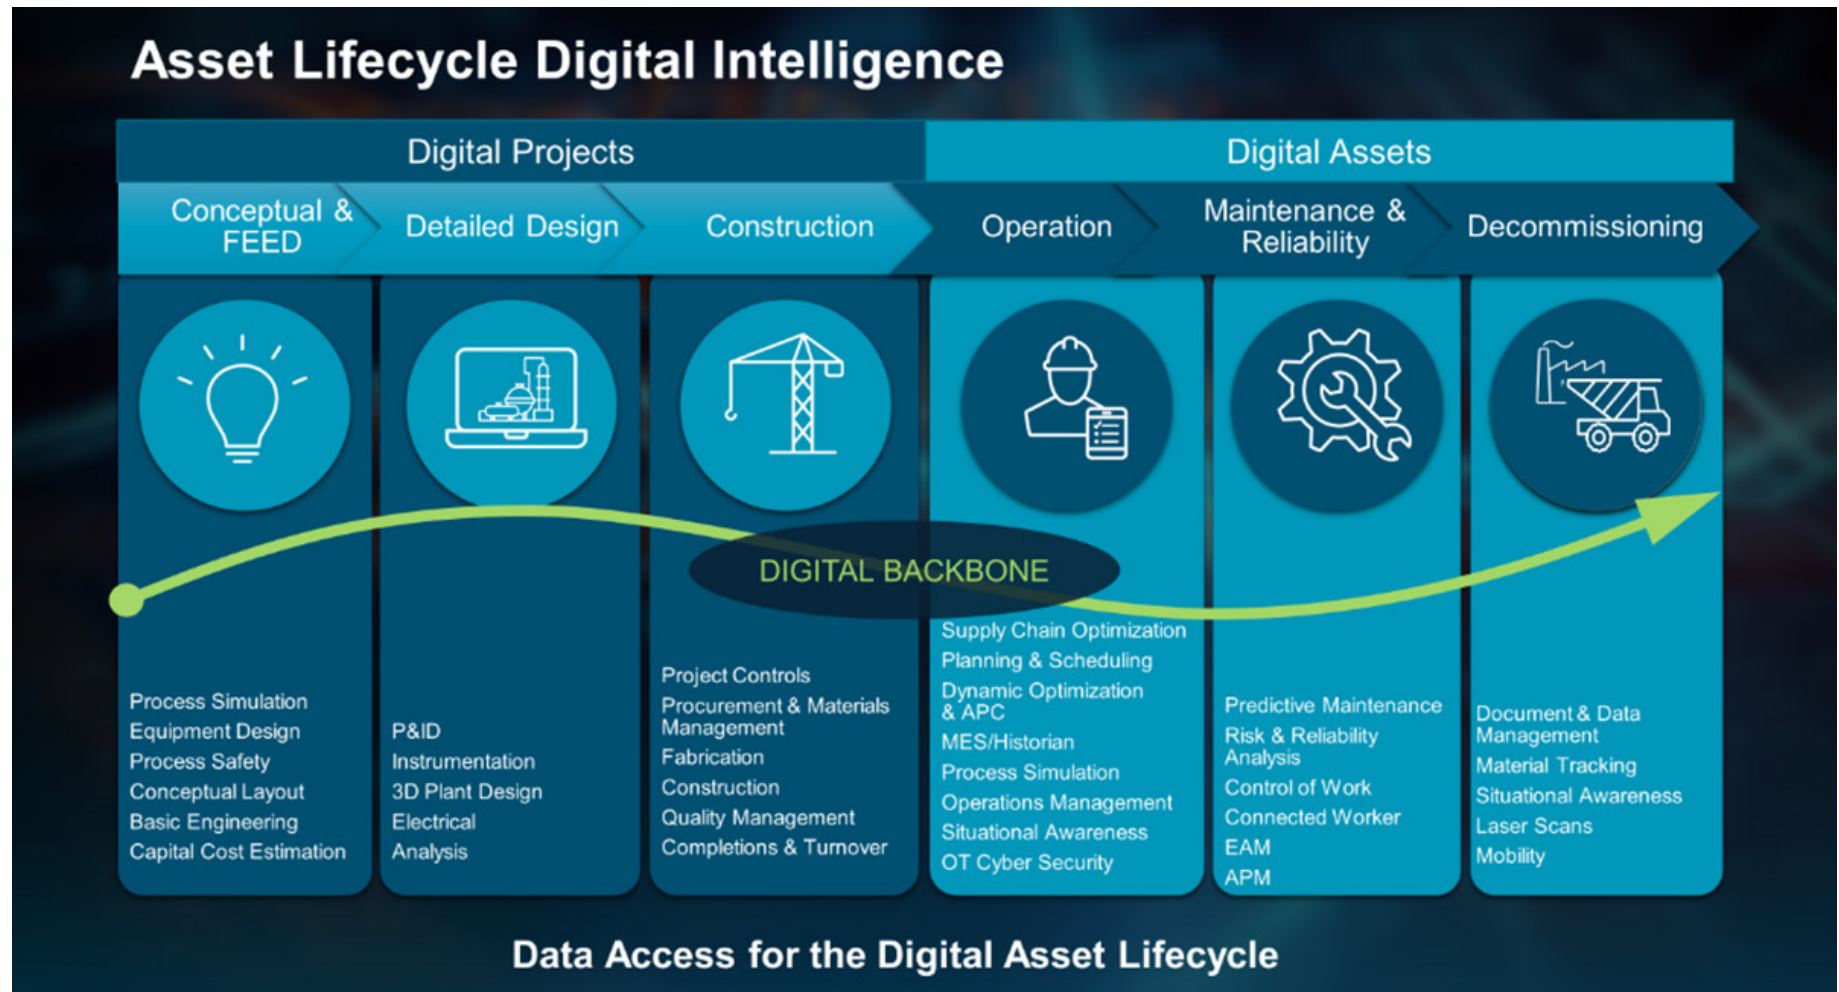 Asset Lifecycle Digital Intelligence
Digital Projects
Digital Assets
Conceptual &
FEED
Detailed Design
Construction
Operation
Maintenance &
Reliability
Decommissioning
DIGITAL BACKBONE
Process Simulation
Equipment Design
Process Safety
Conceptual Layout
Basic Engineering
Capital Cost Estimation
P&ID
Instrumentation
3D Plant Design
Electrical
Analysis
Project Controls
Procurement & Materials
Management
Fabrication
Construction
Quality Management
Completions & Turnover
Supply Chain Optimization
Planning & Scheduling
Dynamic Optimization
& APC
MES/Historian
Process Simulation
Operations Management
Situational Awareness
OT Cyber Security
Predictive Maintenance
Risk & Reliability
Analysis
Control of Work
Connected Worker
EAM
APM
Document & Data
Management
Material Tracking
Situational Awareness
Laser Scans
Mobility
Data Access for the Digital Asset Lifecycle